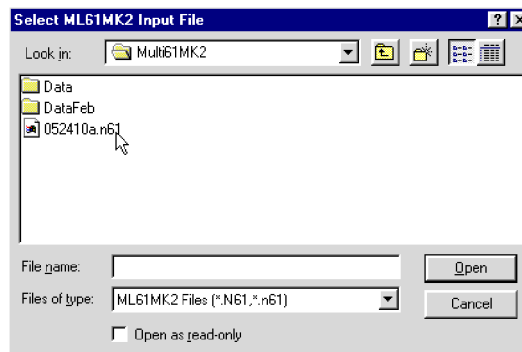 Select ML61MK2 Input File
Look in: Multi61MK2
Data
DataFeb
052410a.n61
File name:
Open
Files of type: ML61MK2 Files (*.N61,*.n61)
Cancel
Open as read-only